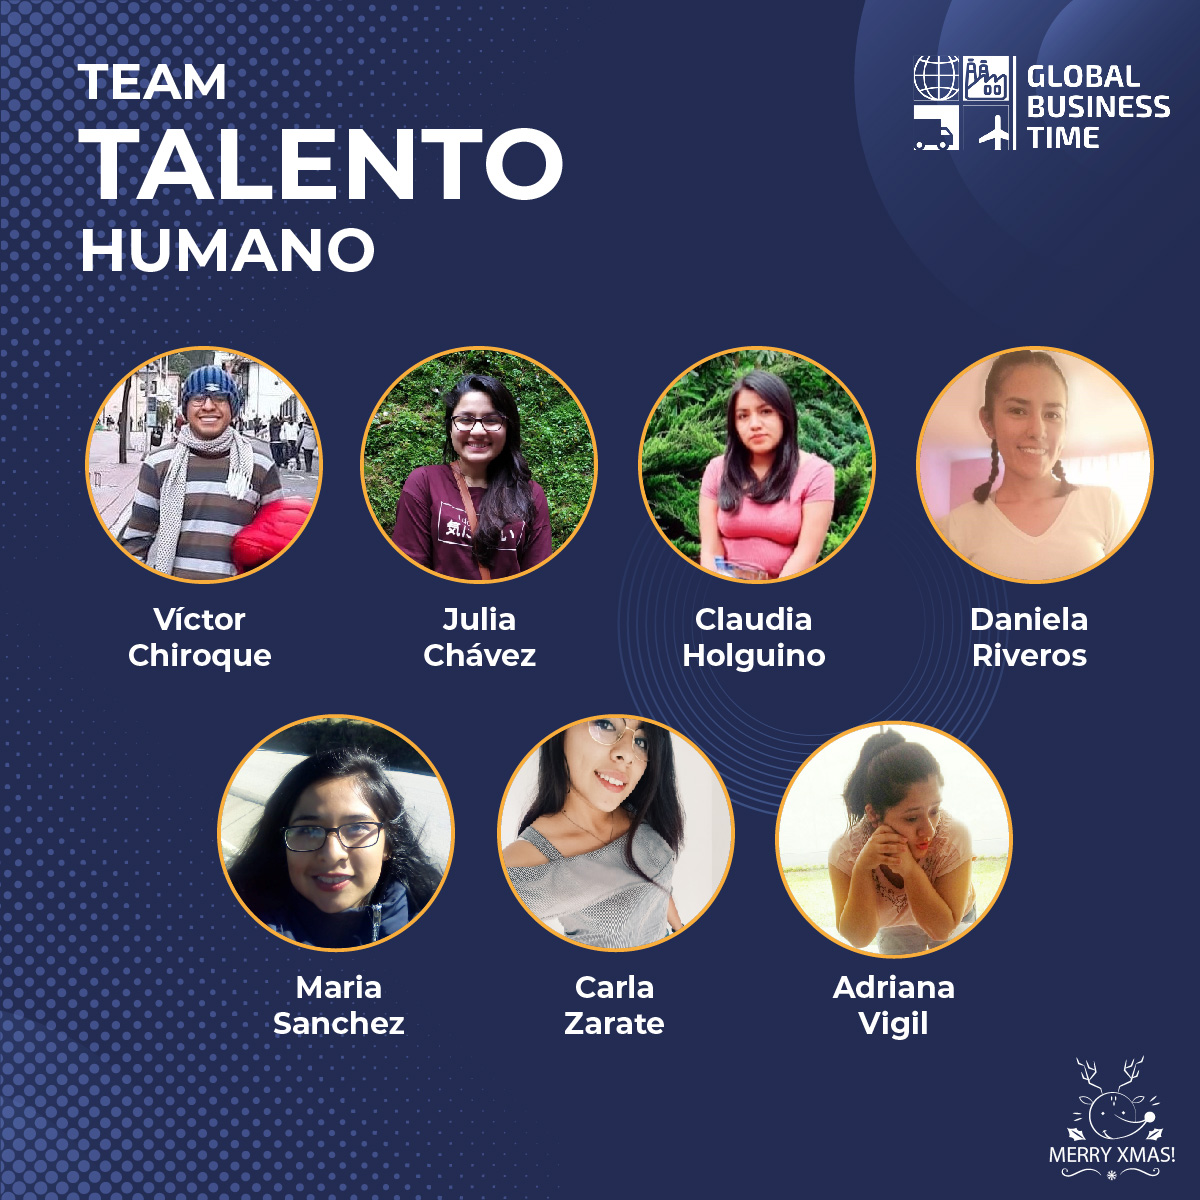 TEAM
TALENTO
HUMANO
GLOBAL
BUSINESS
TIME
Víctor
Chiroque
Julia
Chávez
Claudia
Holguino
Daniela
Riveros
Maria
Sanchez
Carla
Zarate
Adriana
Vigil
MERRY XMAS!